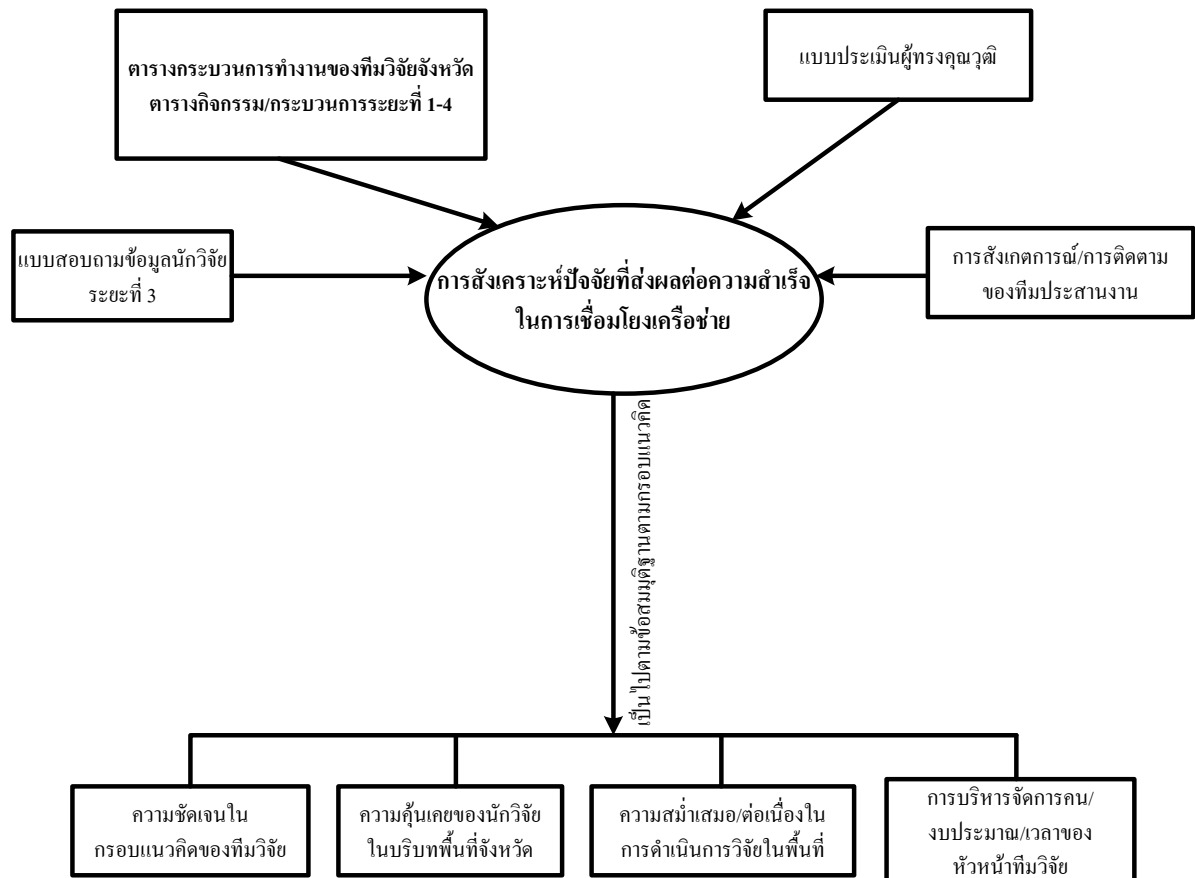 ตารางกระบวนการทำงานของทีมวิจัยจังหวัด
ตารางกิจกรรม/กระบวนการระยะที่ 1-4
แบบประเมินผู้ทรงคุณวุฒิ
แบบสอบถามข้อมูลนักวิจัย
ระยะที่ 3
การสังเคราะห์ปัจจัยที่ส่งผลต่อความสำเร็จ
ในการเชื่อมโยงเครือข่าย
การสังเกตการณ์/การติดตาม
ของทีมประสานงาน
เป็นไปตามข้อสมมุติฐานตามกรอบแนวคิด
ความชัดเจนใน
กรอบแนวคิดของทีมวิจัย
ความคุ้นเคยของนักวิจัย
ในบริบทพื้นที่จังหวัด
ความสม่ำเสมอ/ต่อเนื่องใน
การดำเนินการวิจัยในพื้นที่
การบริหารจัดการคน/
งบประมาณ/เวลาของ
หัวหน้าทีมวิจัย